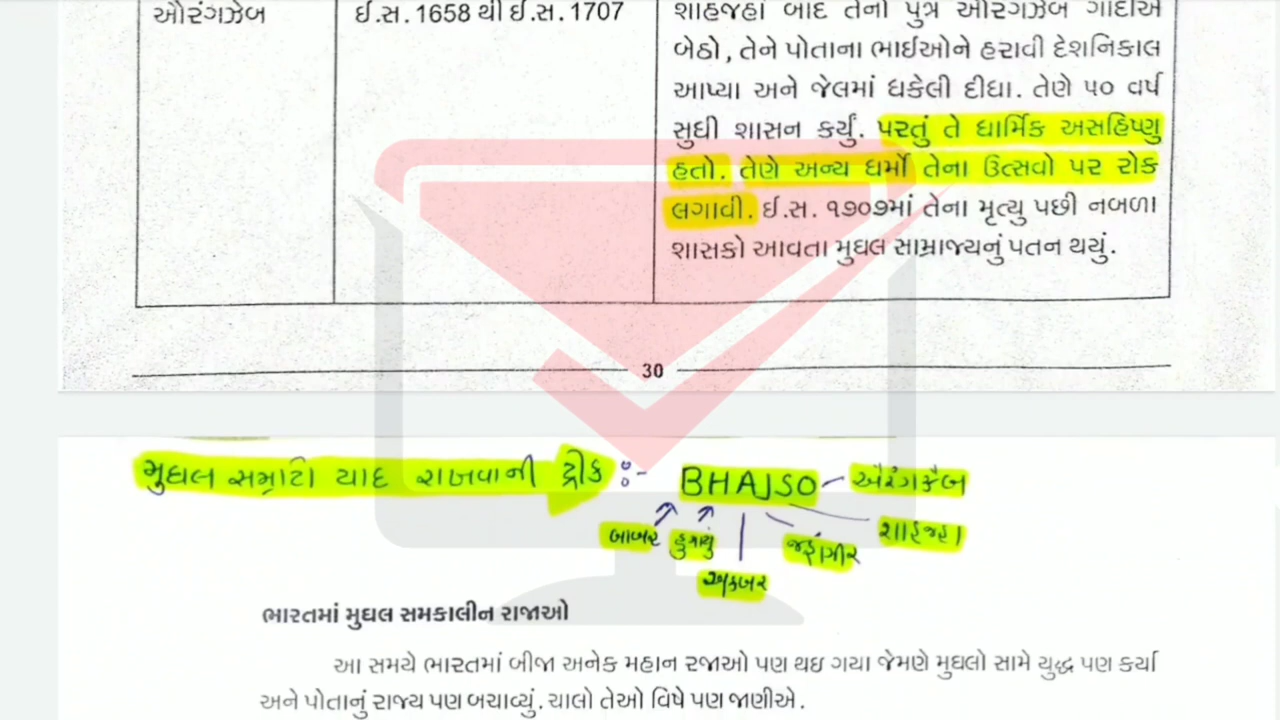 ઔરંગઝેબ
ઈ.સ. 1658 થી ઈ.સ. 1707
શાહજહાં બાદ તેનો પુત્ર ઔરંગઝેબ ગાદીએ
બેઠો, તેને પોતાના ભાઈઓને હરાવી દેશનિકાલ
આપ્યા અને જેલમાં ધકેલી દીધા. તેણે ૫૦ વર્ષ
સુધી શાસન કર્યું. પરતું તે ધાર્મિક અસહિષ્ણુ
હતો. તેણે અન્ય ધર્મો તેના ઉત્સવો પર રોક
લગાવી. ઈ.સ. ૧૭૦૭માં તેના મૃત્યુ પછી નબળા
શાસકો આવતા મુઘલ સામ્રાજ્યનું પતન થયું.
30
મુઘલ સમ્રાટો યાદ રાખવાની ટ્રીક :- BHAJSO – ઔરંગઝેબ
બાબર હુમાયું અકબર જહાંગીર શાહજહાં
ભારતમાં મુઘલ સમકાલીન રાજાઓ
આ સમયે ભારતમાં બીજા અનેક મહાન રજાઓ પણ થઇ ગયા જેમણે મુઘલો સામે યુદ્ધ પણ કર્યા
અને પોતાનું રાજ્ય પણ બચાવ્યું. ચાલો તેઓ વિષે પણ જાણીએ.